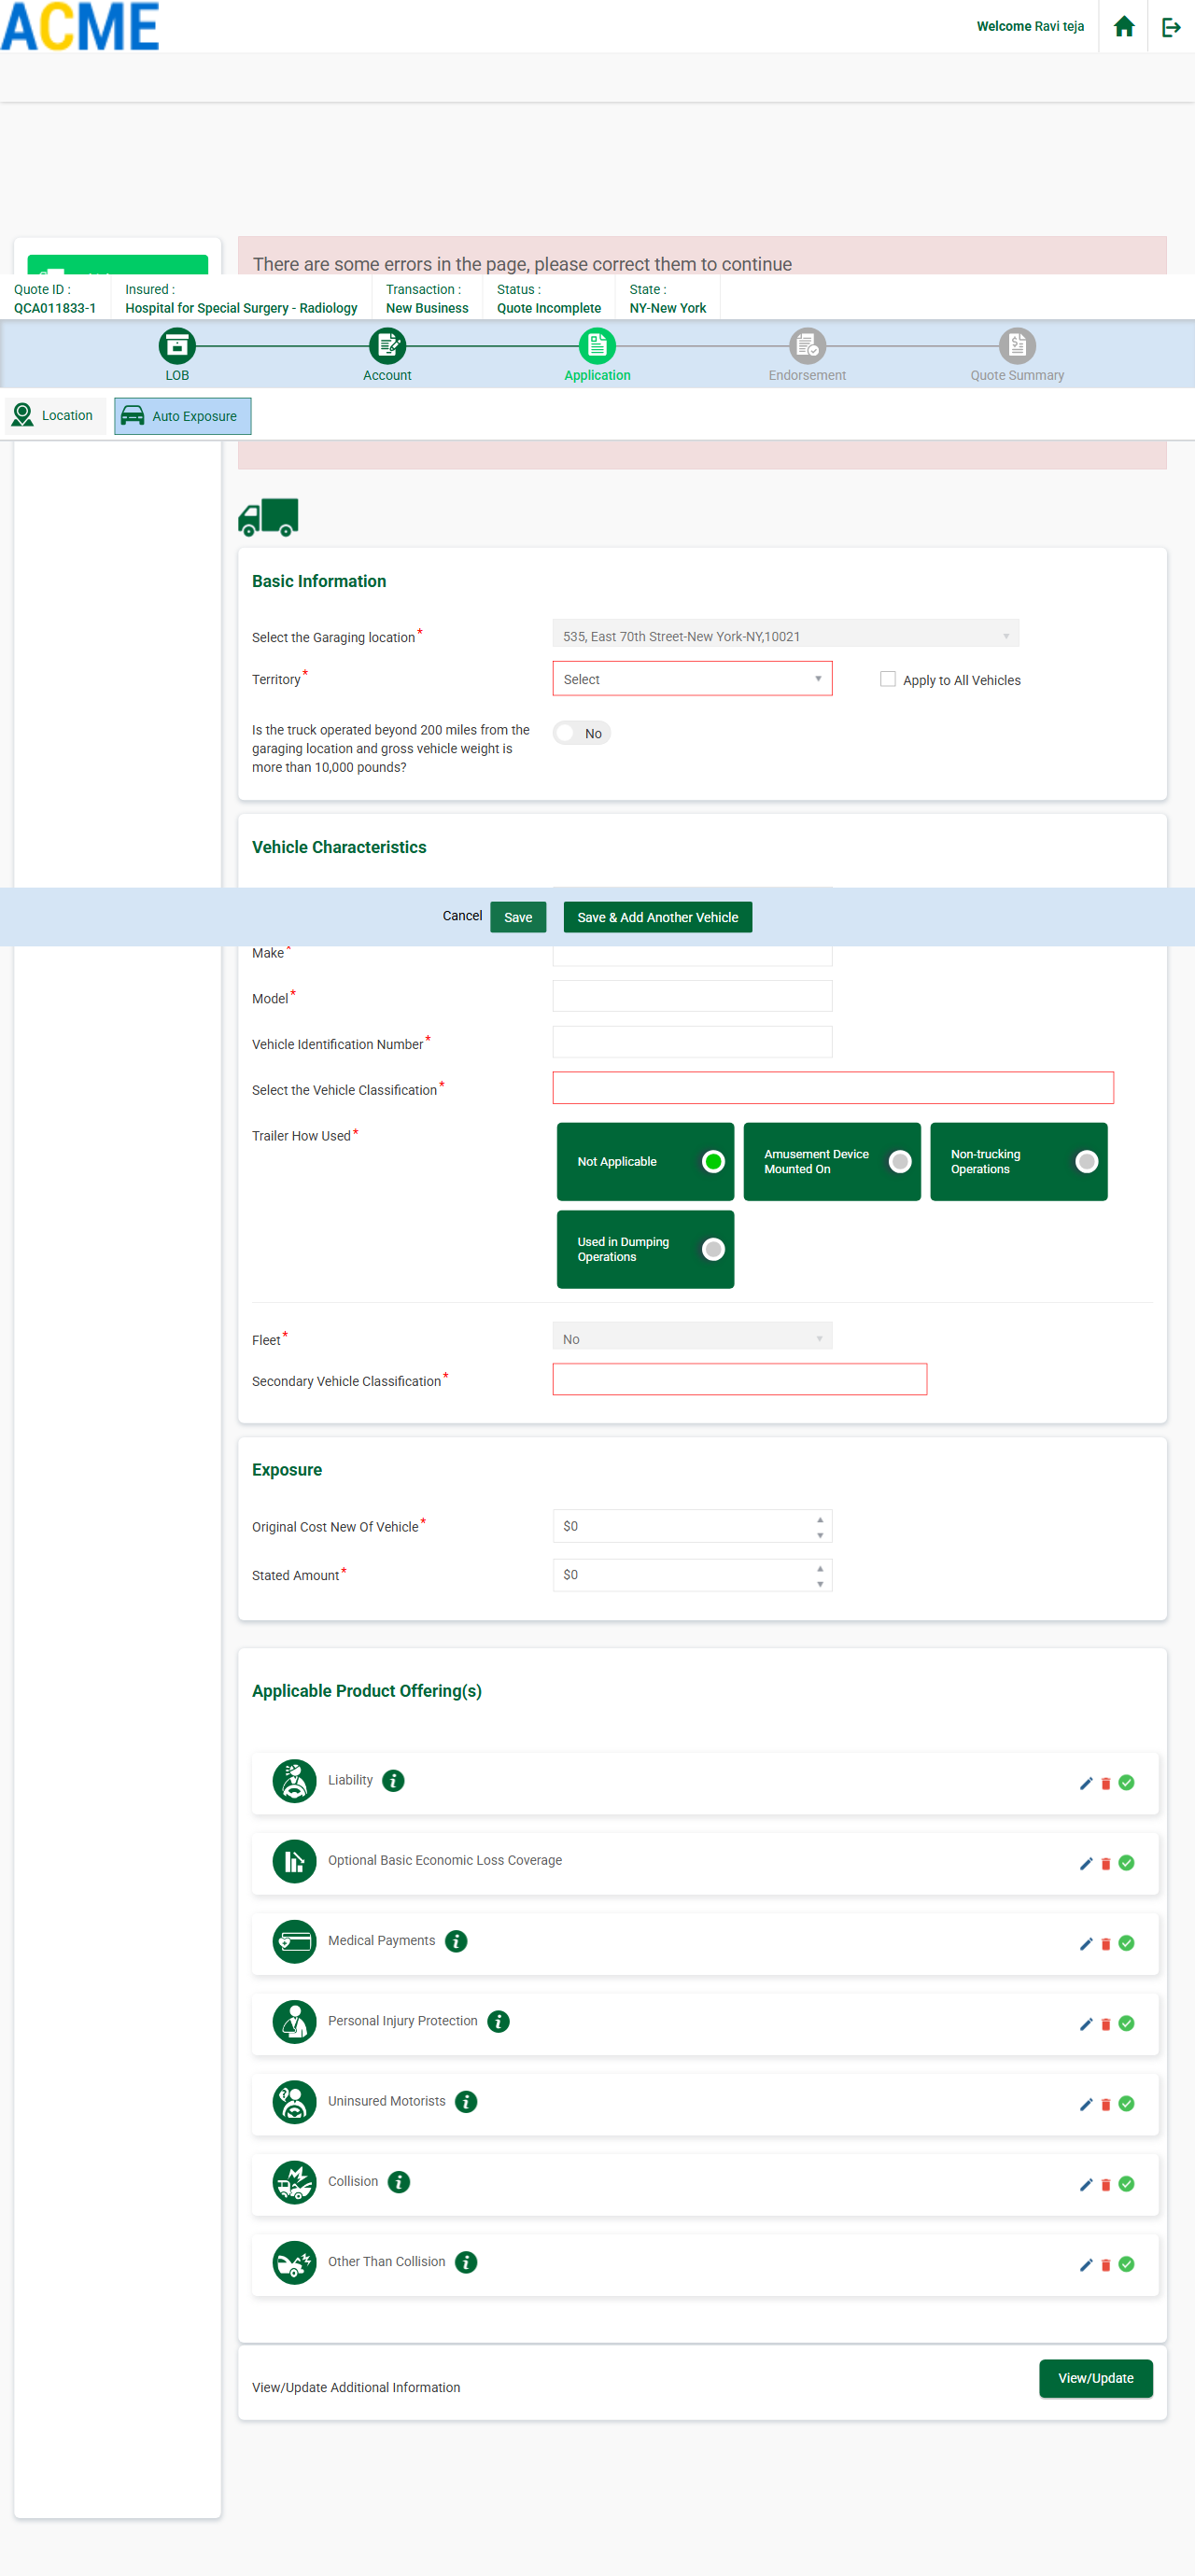 ACME
Welcome Ravi teja
There are some errors in the page, please correct them to continue
Quote ID :
QCA011833-1
Insured :
Hospital for Special Surgery - Radiology
Transaction :
New Business
Status :
Quote Incomplete
State :
NY-New York
LOB
Account
Application
Endorsement
Quote Summary
Location
Auto Exposure
Basic Information
Select the Garaging location*
535, East 70th Street-New York-NY,10021
Territory*
Select
Apply to All Vehicles
Is the truck operated beyond 200 miles from the
garaging location and gross vehicle weight is
more than 10,000 pounds?
No
Vehicle Characteristics
Cancel
Save
Save & Add Another Vehicle
Make*
Model*
Vehicle Identification Number*
Select the Vehicle Classification*
Trailer How Used*
Not Applicable
Amusement Device
Mounted On
Non-trucking
Operations
Used in Dumping
Operations
Fleet*
No
Secondary Vehicle Classification*
Exposure
Original Cost New Of Vehicle*
$0
Stated Amount*
$0
Applicable Product Offering(s)
Liability
Optional Basic Economic Loss Coverage
Medical Payments
Personal Injury Protection
Uninsured Motorists
Collision
Other Than Collision
View/Update Additional Information
View/Update